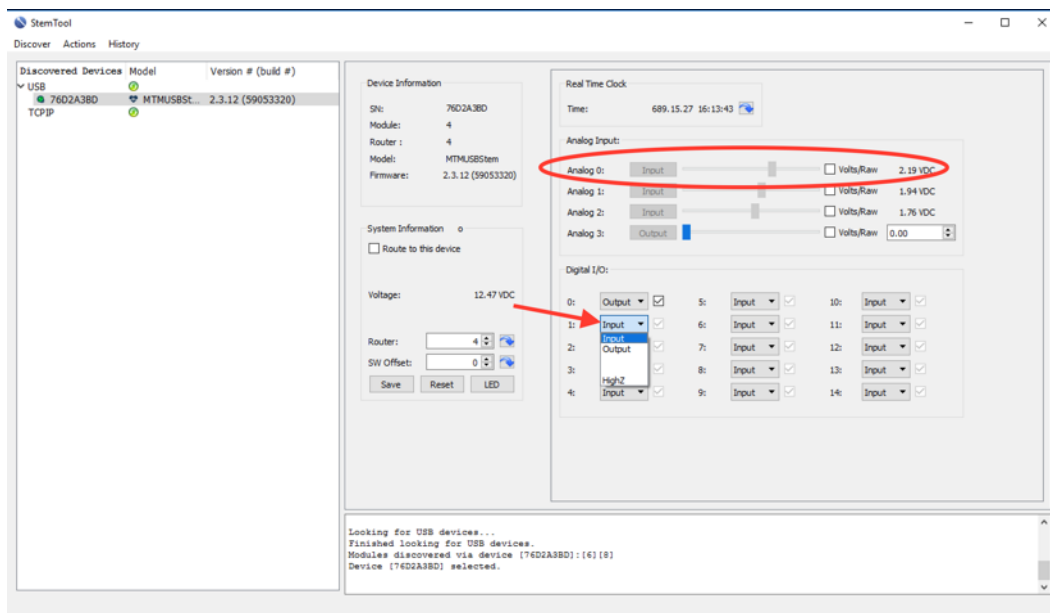 StemTool
Discover Actions History
Discovered Devices Model Version # (build #)
USB
76D2A3BD MTMUSBSt... 2.3.12 (59053320)
TCPIP
Device Information
SN: 76D2A3BD
Module: 4
Router : 4
Model: MTMUSBStem
Firmware: 2.3.12 (59053320)
System Information o
Route to this device
Voltage: 12.47 VDC
Router: 4
SW Offset: 0
Save Reset LED
Real Time Clock
Time: 689.15.27 16:13:43
Analog Input:
Analog 0: Input Volts/Raw 2.19 VDC
Analog 1: Input Volts/Raw 1.94 VDC
Analog 2: Input Volts/Raw 1.76 VDC
Analog 3: Output Volts/Raw 0.00
Digital I/O:
0: Output 5: Input 10: Input
1: Input 6: Input 11: Input
Input
2: Output 7: Input 12: Input
3: 8: Input 13: Input
HighZ
4: Input 9: Input 14: Input
Looking for USB devices...
Finished looking for USB devices.
Modules discovered via device [76D2A3BD]:[6][8]
Device [76D2A3BD] selected.